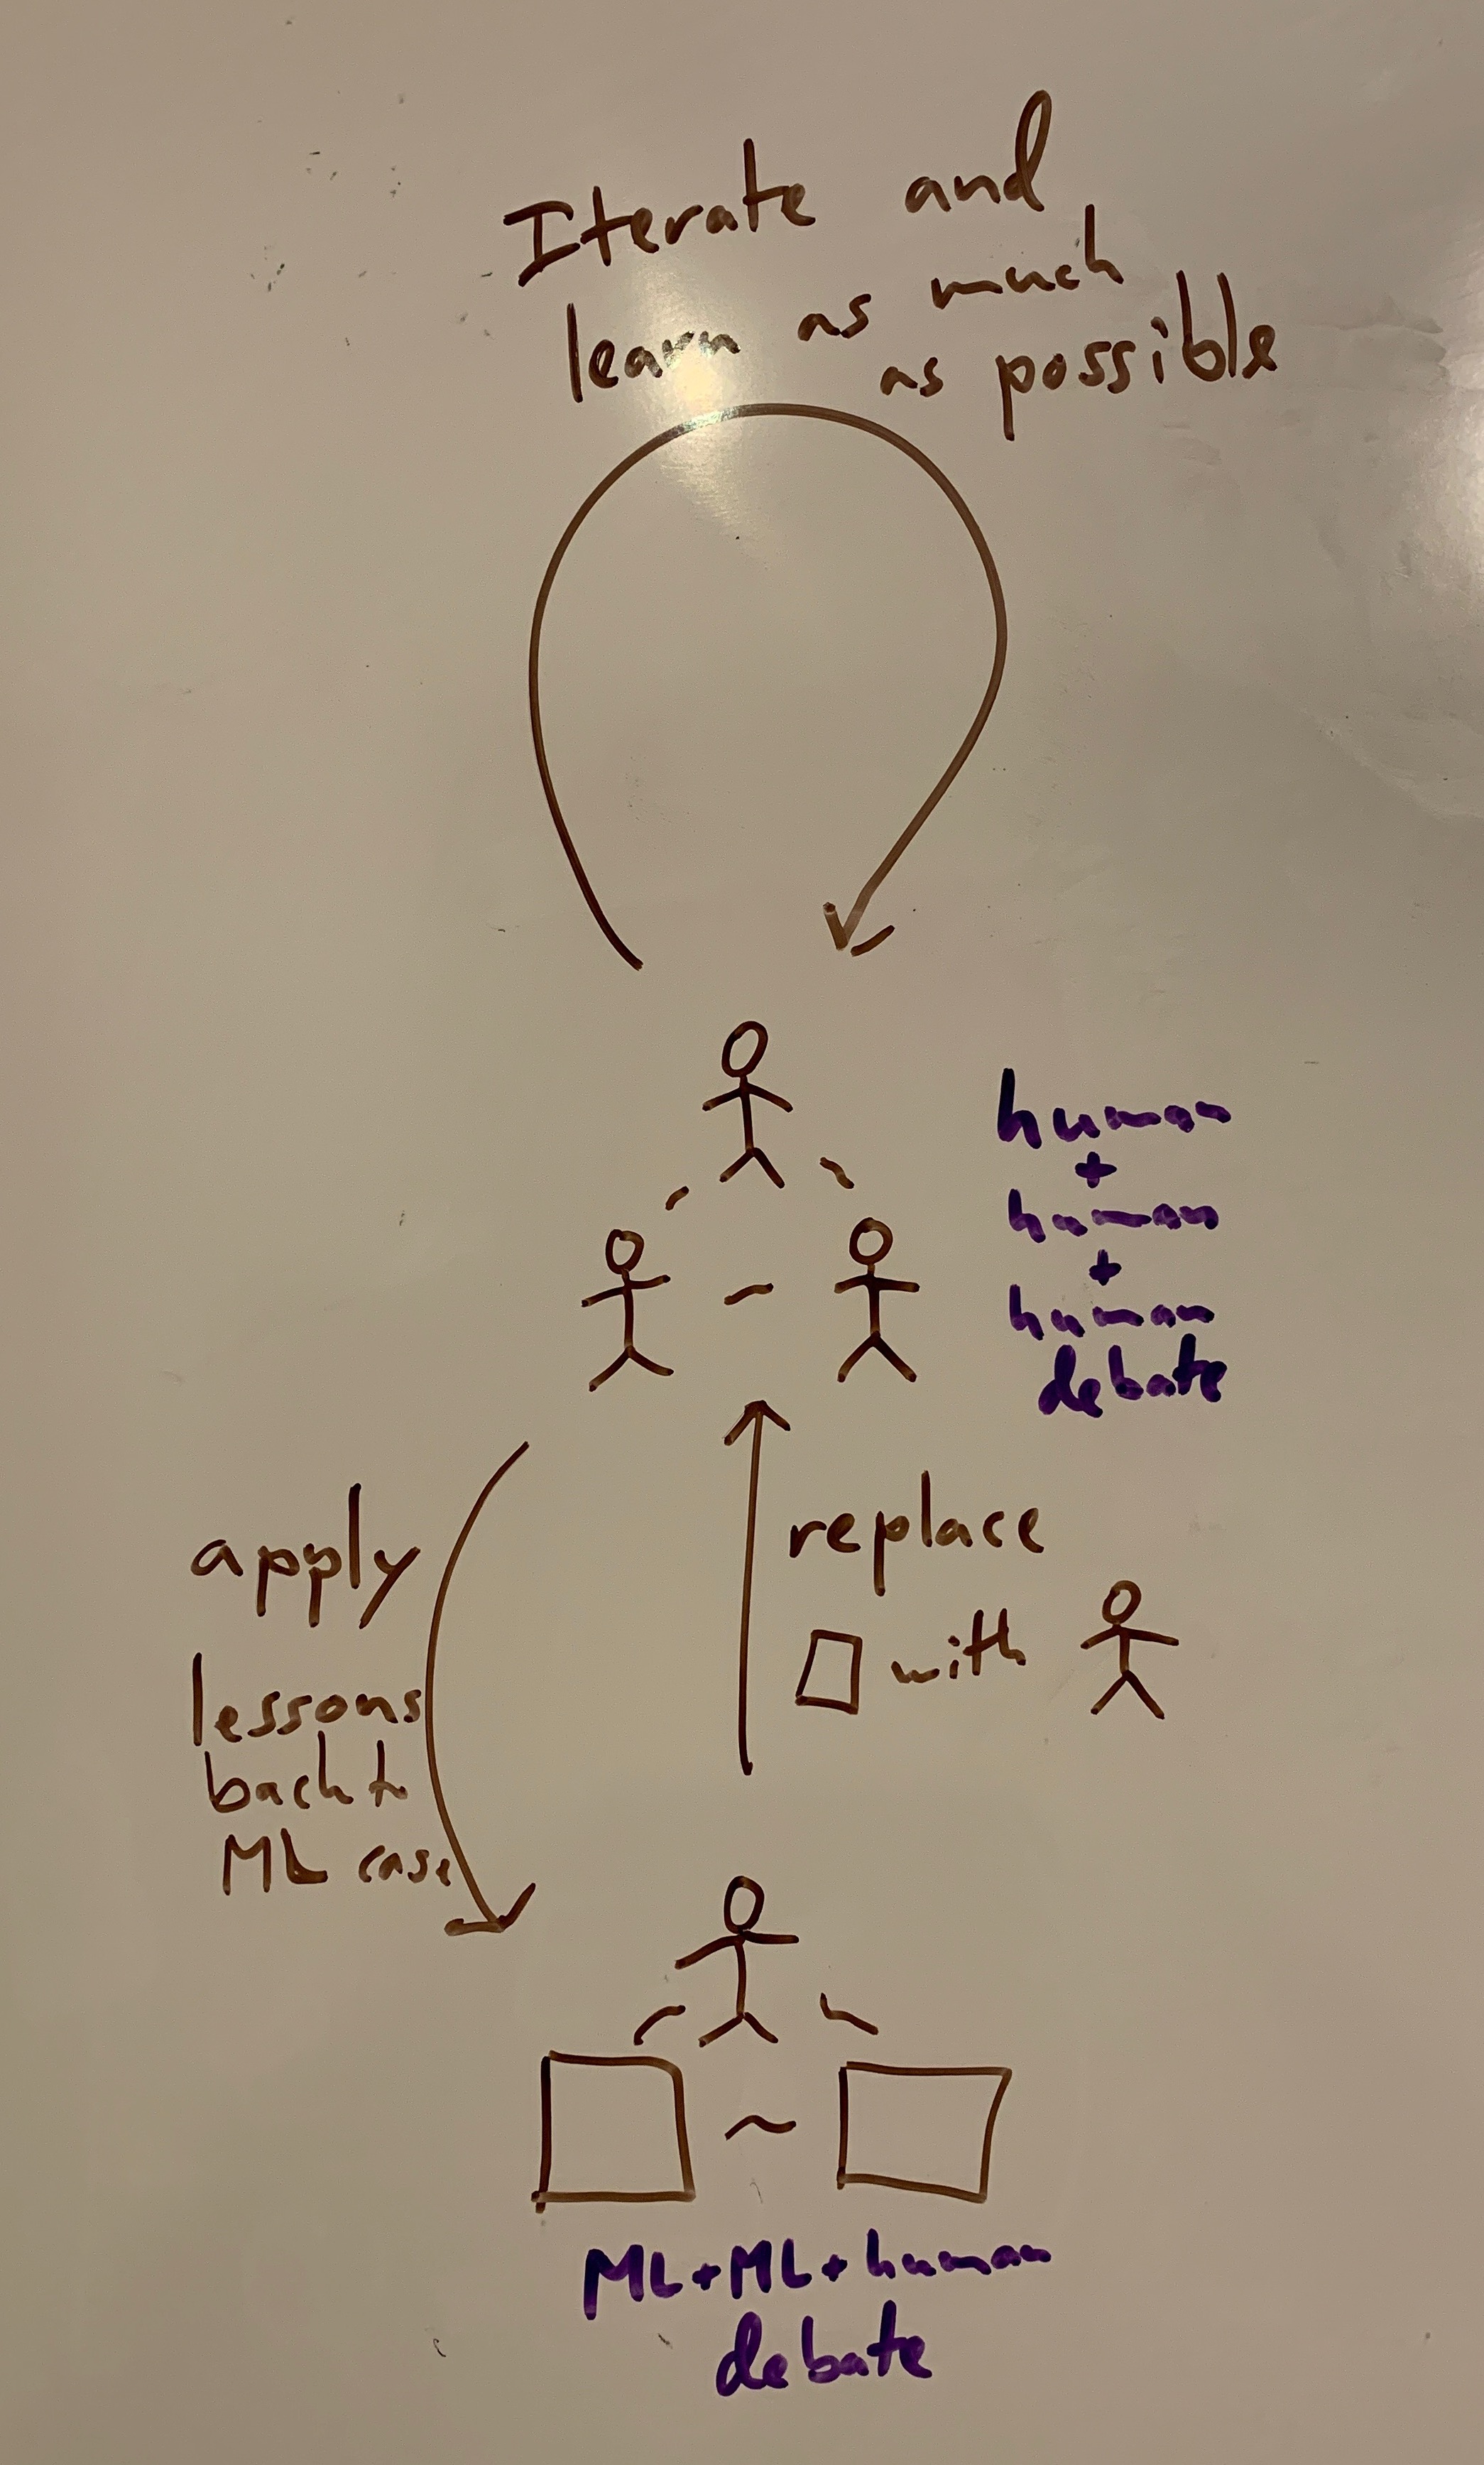 Iterate and
learn as much
as possible
human
+
human
+
human
debate
apply
lessons
back to
ML case
replace
with
ML+ML+human
debate